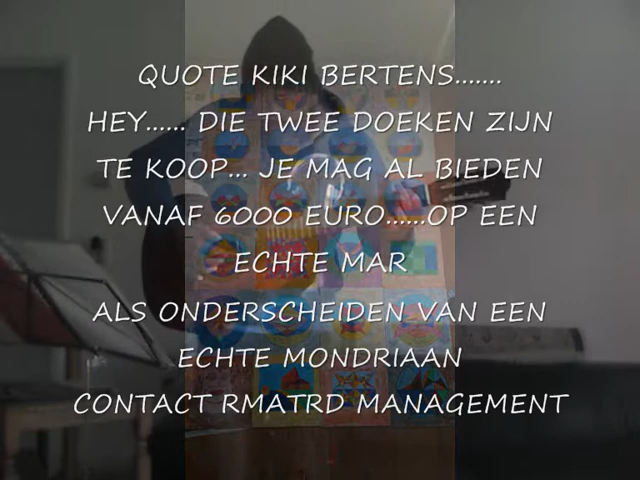 QUOTE KIKI BERTENS.......
HEY...... DIE TWEE DOEKEN ZIJN
TE KOOP... JE MAG AL BIEDEN
VANAF 6000 EURO......OP EEN
ECHTE MAR
ALS ONDERSCHEIDEN VAN EEN
ECHTE MONDRIAAN
CONTACT RMATRD MANAGEMENT